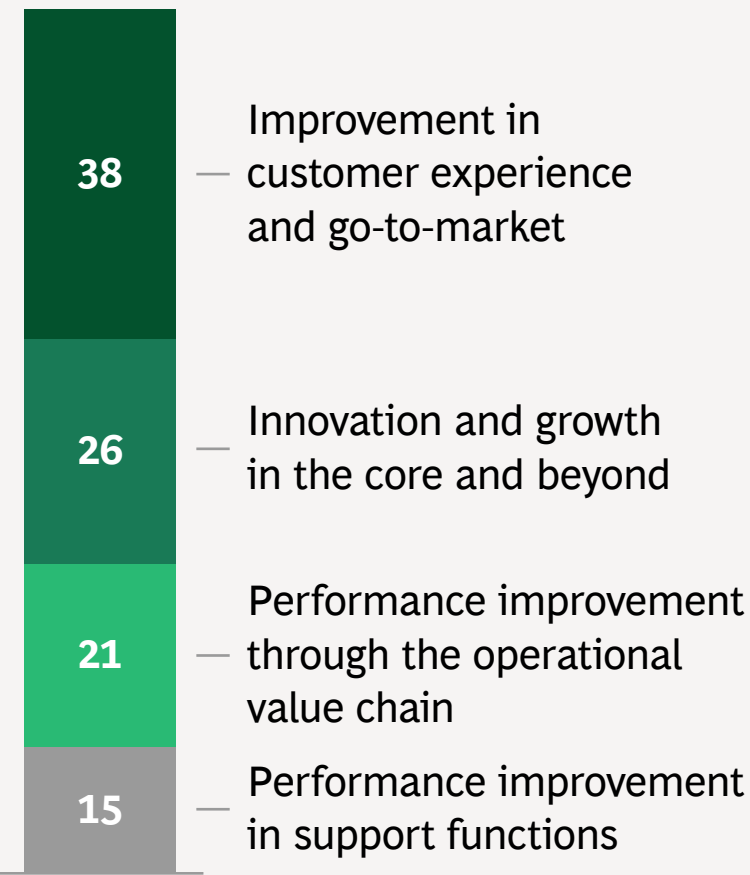 38
Improvement in
customer experience
and go-to-market
26
Innovation and growth
in the core and beyond
21
Performance improvement
through the operational
value chain
15
Performance improvement
in support functions